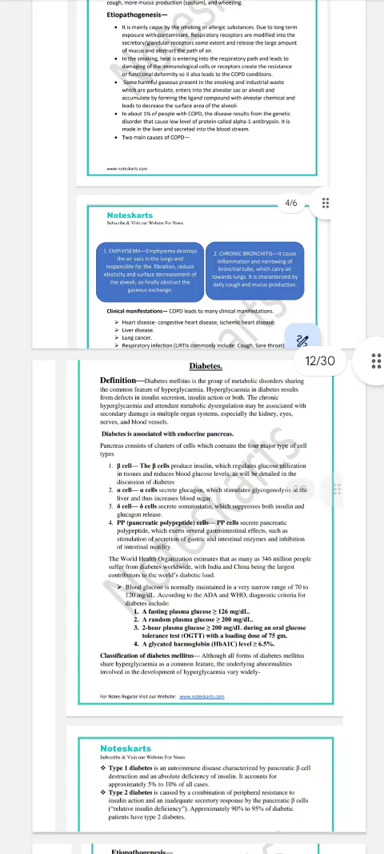 cough, more mucus production (sputum), and wheezing.
Etiopathogenesis—
• It is mainly cause by the smoking or allergic substances. Due to long term
exposure with contaminant. Respiratory receptors are modified into the
secretory/glandular receptors some extent and release the large amount
of mucus and obstruct the path of air.
• In the smoking, heat is entering into the respiratory path and leads to
damaging of the immunological cells or receptors create the resistance
or functional deformity so it also leads to the COPD conditions.
• Some harmful gaseous present in the smoking and industrial waste
which are particulate, enters into the alveolar sac or alveoli and
accumulate by forming the ligand compound with alveolar chemical and
leads to decrease the surface area of the alveoli.
• In about 1% of people with COPD, the disease results from the genetic
disorder that cause low level of protein called alpha-1-antitrypsin. It is
made in the liver and secreted into the blood stream.
• Two main causes of COPD—
www.noteskarts.com
4/6
Noteskarts
Subscribe & Visit our Website For Notes
1. EMPHYSEMA—Emphysema destroys
the air sacs in the lungs and
responsible for the fibration, reduce
electicity and surface decreasement of
the alveoli, so finally obstruct the
gaseous exchange.
2. CHRONIC BRONCHITIS—It cause
inflammation and narrowing of
bronchial tube, which carry air
towards lungs. It is characterized by
daily cough and mucus production.
Clinical manifestations— COPD leads to many clinical manifestations.
➢ Heart disease- congestive heart disease, ischemic heart disease.
➢ Liver disease
➢ Lung cancer.
➢ Respiratory infection (URTIs commonly include: Cough, Sore throat)
12/30
Diabetes.
Definition—Diabetes mellitus is the group of metabolic disorders sharing
the common feature of hyperglycaemia. Hyperglycaemia in diabetes results
from defects in insulin secretion, insulin action or both. The chronic
hyperglycaemia and attendant metabolic dysregulation may be associated with
secondary damage in multiple organ systems, especially the kidney, eyes,
nerves, and blood vessels.
Diabetes is associated with endocrine pancreas.
Pancreas consists of clusters of cells which contains the four major type of cell
types
1. β cell— The β cells produce insulin, which regulates glucose utilization
in tissues and reduces blood glucose levels, as will be detailed in the
discussion of diabetes
2. α cell— α cells secrete glucagon, which stimulates glycogenolysis in the
liver and thus increases blood sugar.
3. δ cell— δ cells secrete somatostatin, which suppresses both insulin and
glucagon release.
4. PP (pancreatic polypeptide) cells— PP cells secrete pancreatic
polypeptide, which exerts several gastrointestinal effects, such as
stimulation of secretion of gastric and intestinal enzymes and inhibition
of intestinal motility
The World Health Organization estimates that as many as 346 million people
suffer from diabetes worldwide, with India and China being the largest
contributors to the world's diabetic load.
➢ Blood glucose is normally maintained in a very narrow range of 70 to
120 mg/dL. According to the ADA and WHO, diagnostic criteria for
diabetes include:
1. A fasting plasma glucose ≥ 126 mg/dL.
2. A random plasma glucose ≥ 200 mg/dL.
3. 2-hour plasma glucose ≥ 200 mg/dL during an oral glucose
tolerance test (OGTT) with a loading dose of 75 gm.
4. A glycated haemoglobin (HbA1C) level ≥ 6.5%.
Classification of diabetes mellitus— Although all forms of diabetes mellitus
share hyperglycaemia as a common feature, the underlying abnormalities
involved in the development of hyperglycaemia vary widely-
For Notes Regular Visit our Website: www.noteskarts.com
Noteskarts
Subscribe & Visit our Website For Notes
❖ Type 1 diabetes is an autoimmune disease characterized by pancreatic β cell
destruction and an absolute deficiency of insulin. It accounts for
approximately 5% to 10% of all cases.
❖ Type 2 diabetes is caused by a combination of peripheral resistance to
insulin action and an inadequate secretory response by the pancreatic β cells
("relative insulin deficiency"). Approximately 90% to 95% of diabetic
patients have type 2 diabetes.
Etiopathogenesis—